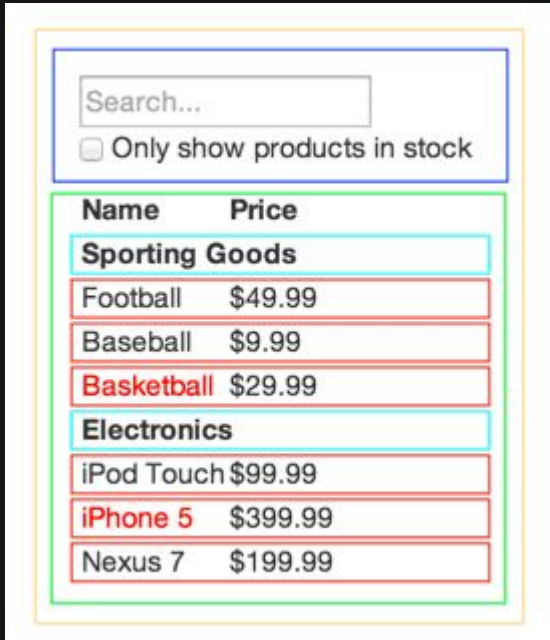 Search...
Only show products in stock
Name Price
Sporting Goods
Football $49.99
Baseball $9.99
Basketball $29.99
Electronics
iPod Touch $99.99
iPhone 5 $399.99
Nexus 7 $199.99